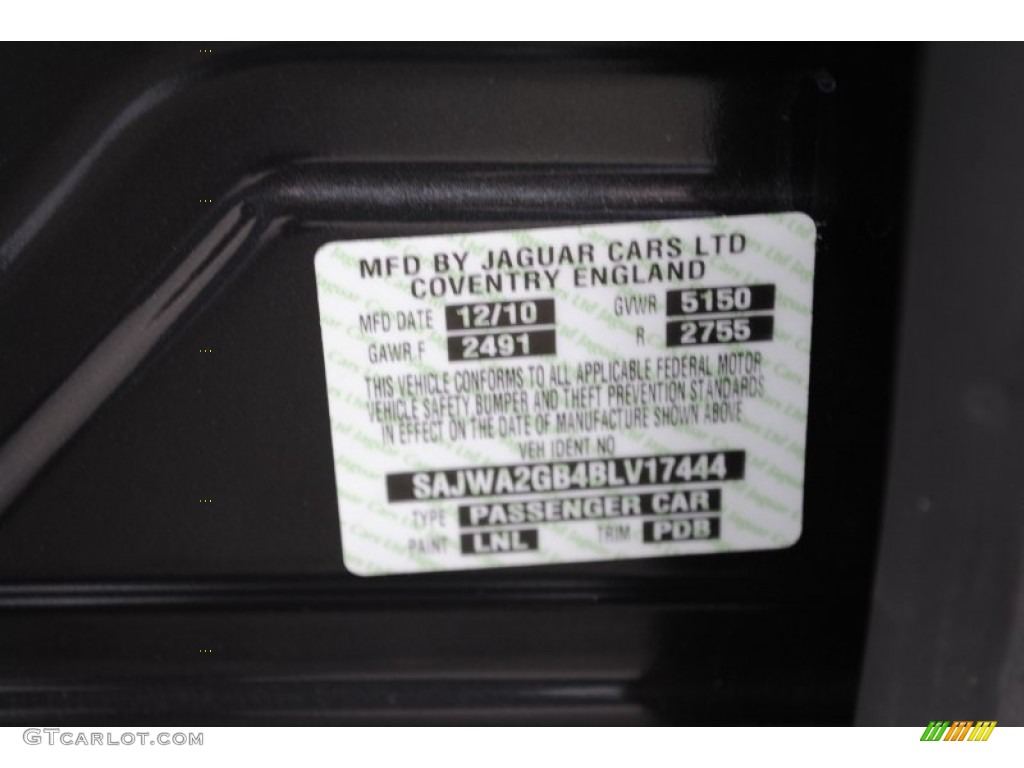 MFD BY JAGUAR CARS LTD
COVENTRY ENGLAND
MFD DATE 12/10 GVWR 5150
GAWR F 2491 R 2755
THIS VEHICLE CONFORMS TO ALL APPLICABLE FEDERAL MOTOR
VEHICLE SAFETY BUMPER AND THEFT PREVENTION STANDARDS
IN EFFECT ON THE DATE OF MANUFACTURE SHOWN ABOVE
VEH IDENT NO
SAJWA2GB4BLV17444
TYPE PASSENGER CAR
PAINT LNL TRIM PDB
GTCarlot.com